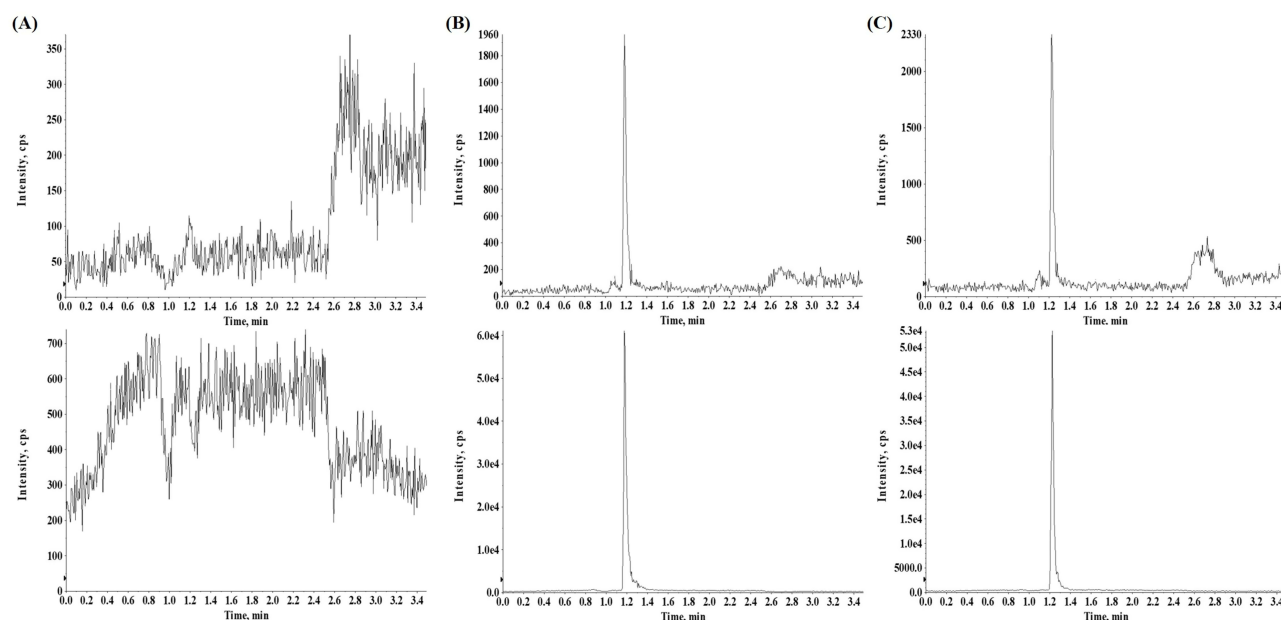 (A)
350
300
250
200
150
100
50
0
Intensity, cps
0.0 0.2 0.4 0.6 0.8 1.0 1.2 1.4 1.6 1.8 2.0 2.2 2.4 2.6 2.8 3.0 3.2 3.4
Time, min
700
600
500
400
300
200
100
0
Intensity, cps
0.0 0.2 0.4 0.6 0.8 1.0 1.2 1.4 1.6 1.8 2.0 2.2 2.4 2.6 2.8 3.0 3.2 3.4
Time, min
(B)
1960
1800
1600
1400
1200
1000
800
600
400
200
0
Intensity, cps
0.0 0.2 0.4 0.6 0.8 1.0 1.2 1.4 1.6 1.8 2.0 2.2 2.4 2.6 2.8 3.0 3.2 3.4
Time, min
6.0e4
5.0e4
4.0e4
3.0e4
2.0e4
1.0e4
0.0
Intensity, cps
0.0 0.2 0.4 0.6 0.8 1.0 1.2 1.4 1.6 1.8 2.0 2.2 2.4 2.6 2.8 3.0 3.2 3.4
Time, min
(C)
2330
2000
1500
1000
500
0
Intensity, cps
0.0 0.2 0.4 0.6 0.8 1.0 1.2 1.4 1.6 1.8 2.0 2.2 2.4 2.6 2.8 3.0 3.2 3.4
Time, min
5.3e4
5.0e4
4.5e4
4.0e4
3.5e4
3.0e4
2.5e4
2.0e4
1.5e4
1.0e4
5000.0
0.0
Intensity, cps
0.0 0.2 0.4 0.6 0.8 1.0 1.2 1.4 1.6 1.8 2.0 2.2 2.4 2.6 2.8 3.0 3.2 3.4
Time, min